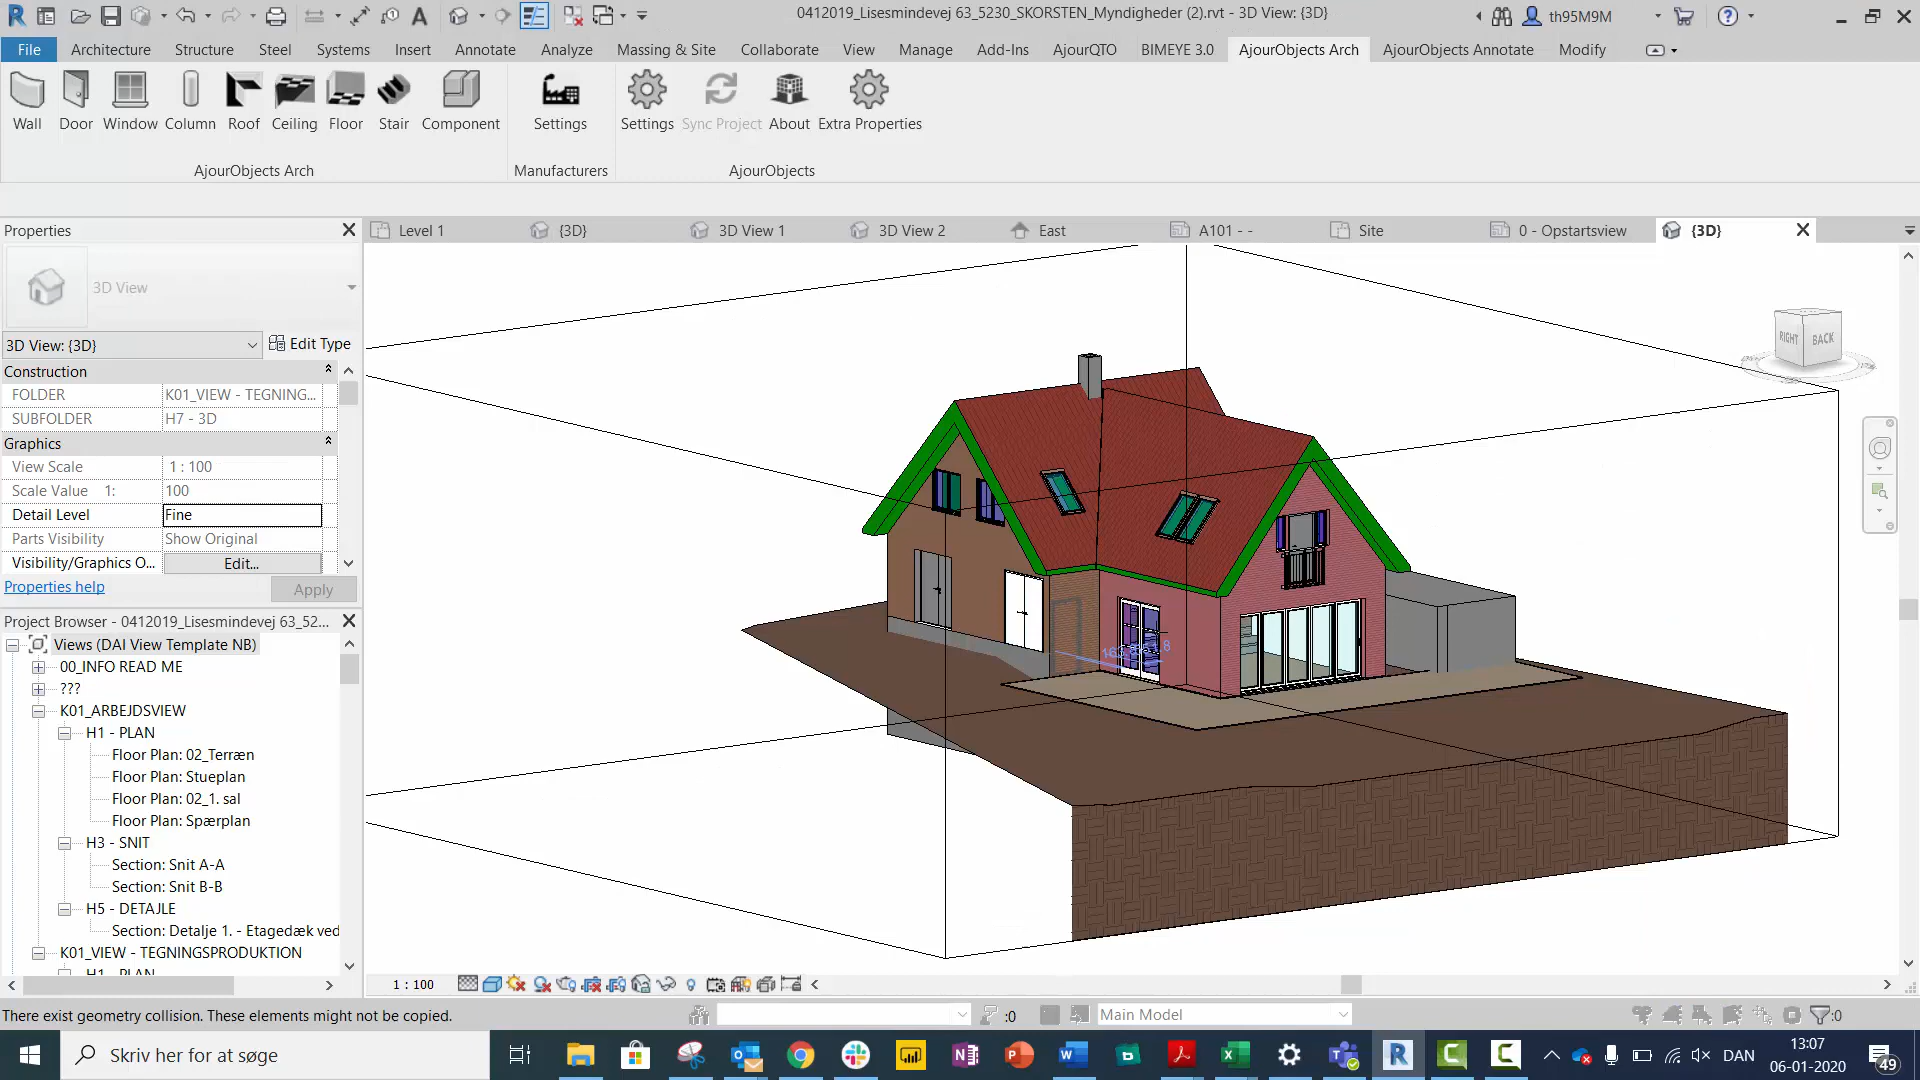 0412019_Lisesmindevej 63_5230_SKORSTEN_Myndigheder (2).rvt - 3D View: {3D}
th95M9M
File Architecture Structure Steel Systems Insert Annotate Analyze Massing & Site Collaborate View Manage Add-Ins AjourQTO BIMEYE 3.0 AjourObjects Arch AjourObjects Annotate Modify
Wall Door Window Column Roof Ceiling Floor Stair Component Settings Settings Sync Project About Extra Properties
AjourObjects Arch Manufacturers AjourObjects
Properties
Level 1 {3D} 3D View 1 3D View 2 East A101 - - Site 0 - Opstartsview {3D}
3D View
3D View: {3D} Edit Type
Construction
FOLDER K01_VIEW - TEGNING...
SUBFOLDER H7 - 3D
Graphics
View Scale 1 : 100
Scale Value 1: 100
Detail Level Fine
Parts Visibility Show Original
Visibility/Graphics O... Edit...
Properties help Apply
RIGHT BACK
Project Browser - 0412019_Lisesmindevej 63_52...
Views (DAI View Template NB)
00_INFO READ ME
???
K01_ARBEJDSVIEW
H1 - PLAN
Floor Plan: 02_Terræn
Floor Plan: Stueplan
Floor Plan: 02_1. sal
Floor Plan: Spærplan
H3 - SNIT
Section: Snit A-A
Section: Snit B-B
H5 - DETAJLE
Section: Detalje 1. - Etagedæk ved
K01_VIEW - TEGNINGSPRODUKTION
H1 - PLAN
1 : 100
There exist geometry collision. These elements might not be copied.
:0
Main Model
:0
Skriv her for at søge
DAN
13:07
06-01-2020
49